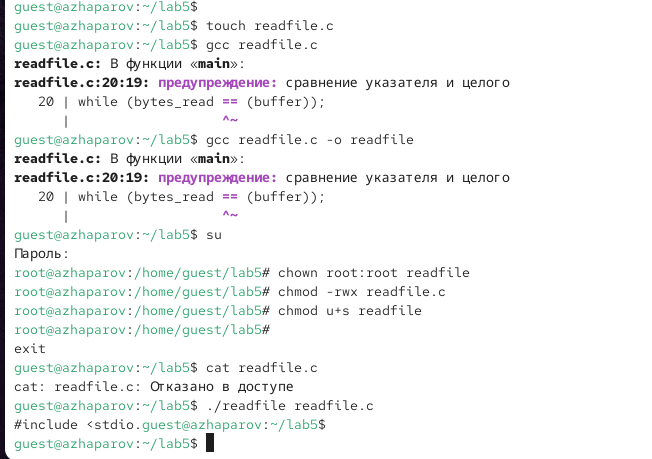 guest@azhaparov:~/lab5$
guest@azhaparov:~/lab5$ touch readfile.c
guest@azhaparov:~/lab5$ gcc readfile.c
readfile.c: В функции «main»:
readfile.c:20:19: предупреждение: сравнение указателя и целого
   20 | while (bytes_read == (buffer));
      |                   ^~
guest@azhaparov:~/lab5$ gcc readfile.c -o readfile
readfile.c: В функции «main»:
readfile.c:20:19: предупреждение: сравнение указателя и целого
   20 | while (bytes_read == (buffer));
      |                   ^~
guest@azhaparov:~/lab5$ su
Пароль:
root@azhaparov:/home/guest/lab5# chown root:root readfile
root@azhaparov:/home/guest/lab5# chmod -rwx readfile.c
root@azhaparov:/home/guest/lab5# chmod u+s readfile
root@azhaparov:/home/guest/lab5#
exit
guest@azhaparov:~/lab5$ cat readfile.c
cat: readfile.c: Отказано в доступе
guest@azhaparov:~/lab5$ ./readfile readfile.c
#include <stdio.guest@azhaparov:~/lab5$
guest@azhaparov:~/lab5$